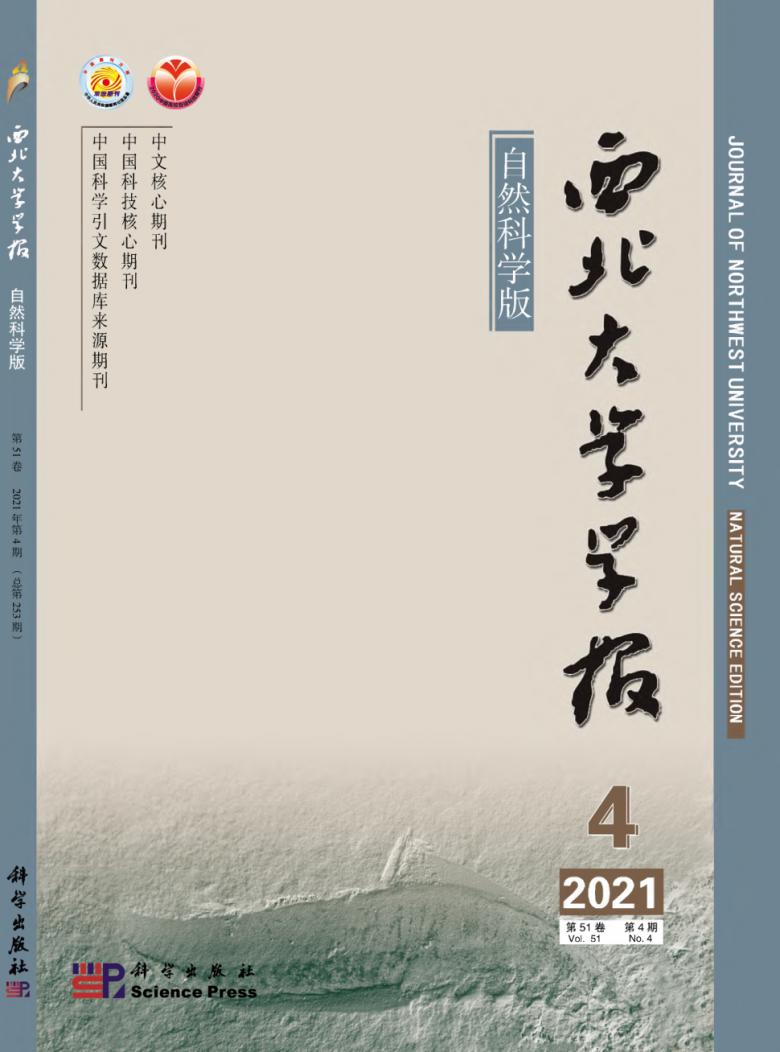 西北大学学报
自然科学版
第51卷 2021年第4期 (总第253期)
科学出版社
中文核心期刊
中国科技核心期刊
中国科学引文数据库来源期刊
自然科学版
西北大学学报
4
2021
第51卷 第4期
Vol. 51 No. 4
科学出版社
Science Press
JOURNAL OF NORTHWEST UNIVERSITY
NATURAL SCIENCE EDITION